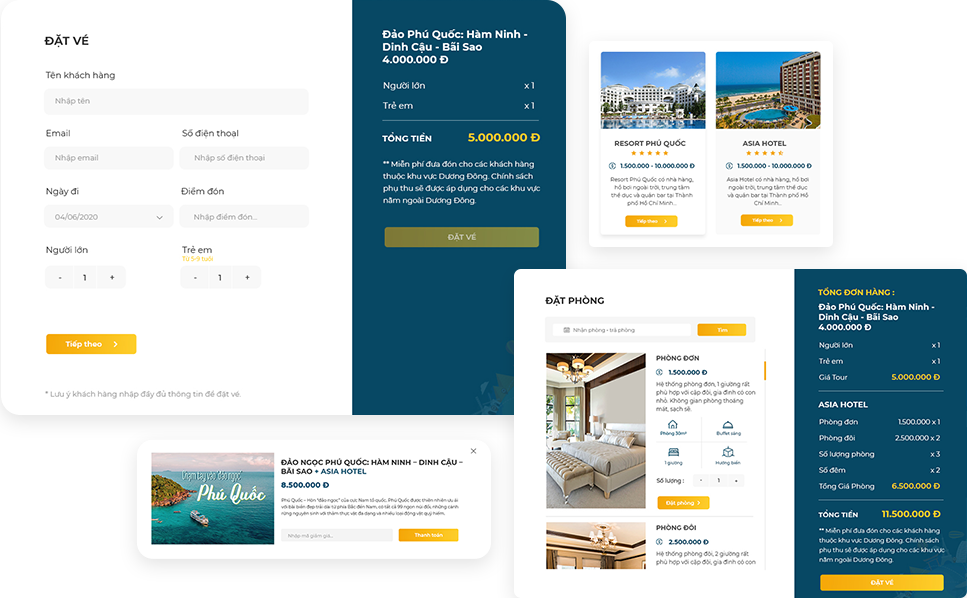 ĐẶT VÉ
Tên khách hàng
Nhập tên
Email
Số điện thoại
Nhập email
Nhập số điện thoại
Ngày đi
Điểm đón
04/06/2020
Nhập điểm đón...
Người lớn
Trẻ em
Từ 5-9 tuổi
- 1 +
- 1 +
Tiếp theo
* Lưu ý khách hàng nhập đầy đủ thông tin để đặt vé.
Đảo Phú Quốc: Hàm Ninh -
Dinh Cậu - Bãi Sao
4.000.000 Đ
Người lớn x 1
Trẻ em x 1
TỔNG TIỀN 5.000.000 Đ
** Miễn phí đưa đón cho các khách hàng
thuộc khu vực Dương Đông. Chính sách
phụ thu sẽ được áp dụng cho các khu vực
nằm ngoài Dương Đông.
ĐẶT VÉ
RESORT PHÚ QUỐC
1.500.000 - 10.000.000 Đ
Resort Phú Quốc có nhà hàng,
hồ bơi ngoài trời, trung tâm
thể dục và quán bar tại Thành
phố Hồ Chí Minh...
Tiếp theo
ASIA HOTEL
1.500.000 - 10.000.000 Đ
Asia Hotel có nhà hàng, hồ bơi
ngoài trời, trung tâm thể dục
và quán bar tại Thành phố Hồ
Chí Minh...
Tiếp theo
ĐẶT PHÒNG
Nhận phòng - trả phòng
Tìm
PHÒNG ĐƠN
1.500.000 Đ
Hệ thống phòng đơn, 1 giường rất
phù hợp với cặp đôi, gia đình có con
nhỏ. Không gian phòng thoáng
mát, sạch sẽ.
Phòng 30m²
Buffet sáng
1 giường
Hướng biển
Số lượng :
- 1 +
Đặt phòng
PHÒNG ĐÔI
2.500.000 Đ
Hệ thống phòng đôi, 2 giường rất
phù hợp với cặp đôi, gia đình có con
TỔNG ĐƠN HÀNG :
Đảo Phú Quốc: Hàm Ninh -
Dinh Cậu - Bãi Sao
4.000.000 Đ
Người lớn x 1
Trẻ em x 1
Giá Tour 5.000.000 Đ
ASIA HOTEL
Phòng đơn 1.500.000 x 1
Phòng đôi 2.500.000 x 2
Số lượng phòng x 3
Số đêm x 2
Tổng Giá Phòng 6.500.000 Đ
TỔNG TIỀN 11.500.000 Đ
** Miễn phí đưa đón cho các khách hàng
thuộc khu vực Dương Đông. Chính sách
phụ thu sẽ được áp dụng cho các khu vực
nằm ngoài Dương Đông.
ĐẶT VÉ
Chạm tay vào đảo ngọc
Phú Quốc
ĐẢO NGỌC PHÚ QUỐC: HÀM NINH – DINH CẬU –
BÃI SAO + ASIA HOTEL
8.500.000 Đ
Phú Quốc – Hòn "đảo ngọc" của cực Nam tổ quốc. Phú Quốc được thiên nhiên ưu ái
với bãi biển đẹp trải dài từ phía Bắc đến Nam, có tất cả 99 ngọn núi đồi, những cánh
rừng nguyên sinh với thảm thực vật đa dạng và nhiều loại động vật quý hiếm.
Nhập mã giảm giá...
Thanh toán